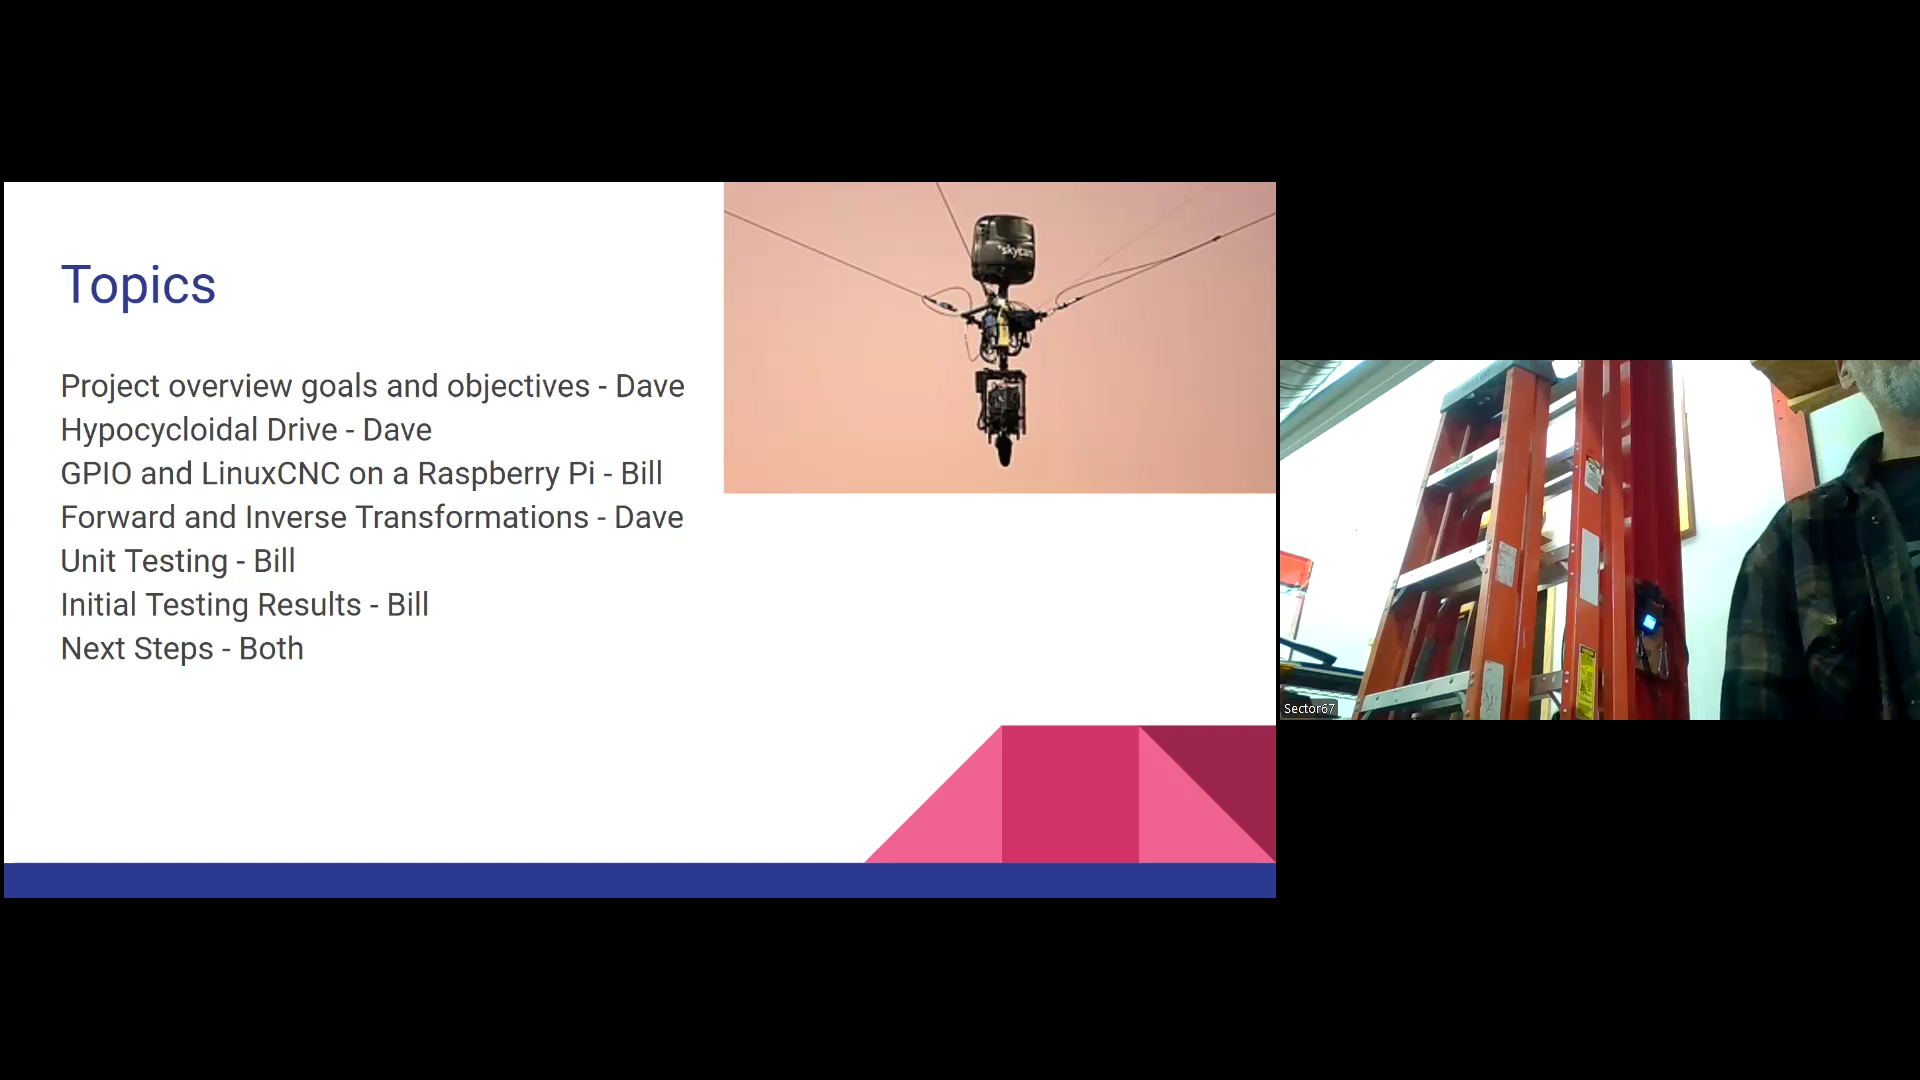 Topics
Project overview goals and objectives - Dave
Hypocycloidal Drive - Dave
GPIO and LinuxCNC on a Raspberry Pi - Bill
Forward and Inverse Transformations - Dave
Unit Testing - Bill
Initial Testing Results - Bill
Next Steps - Both
skycam
Sector67